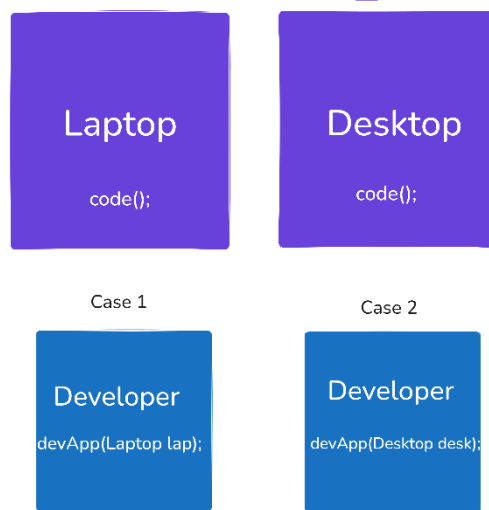 Laptop
code();
Desktop
code();
Case 1
Developer
devApp(Laptop lap);
Case 2
Developer
devApp(Desktop desk);